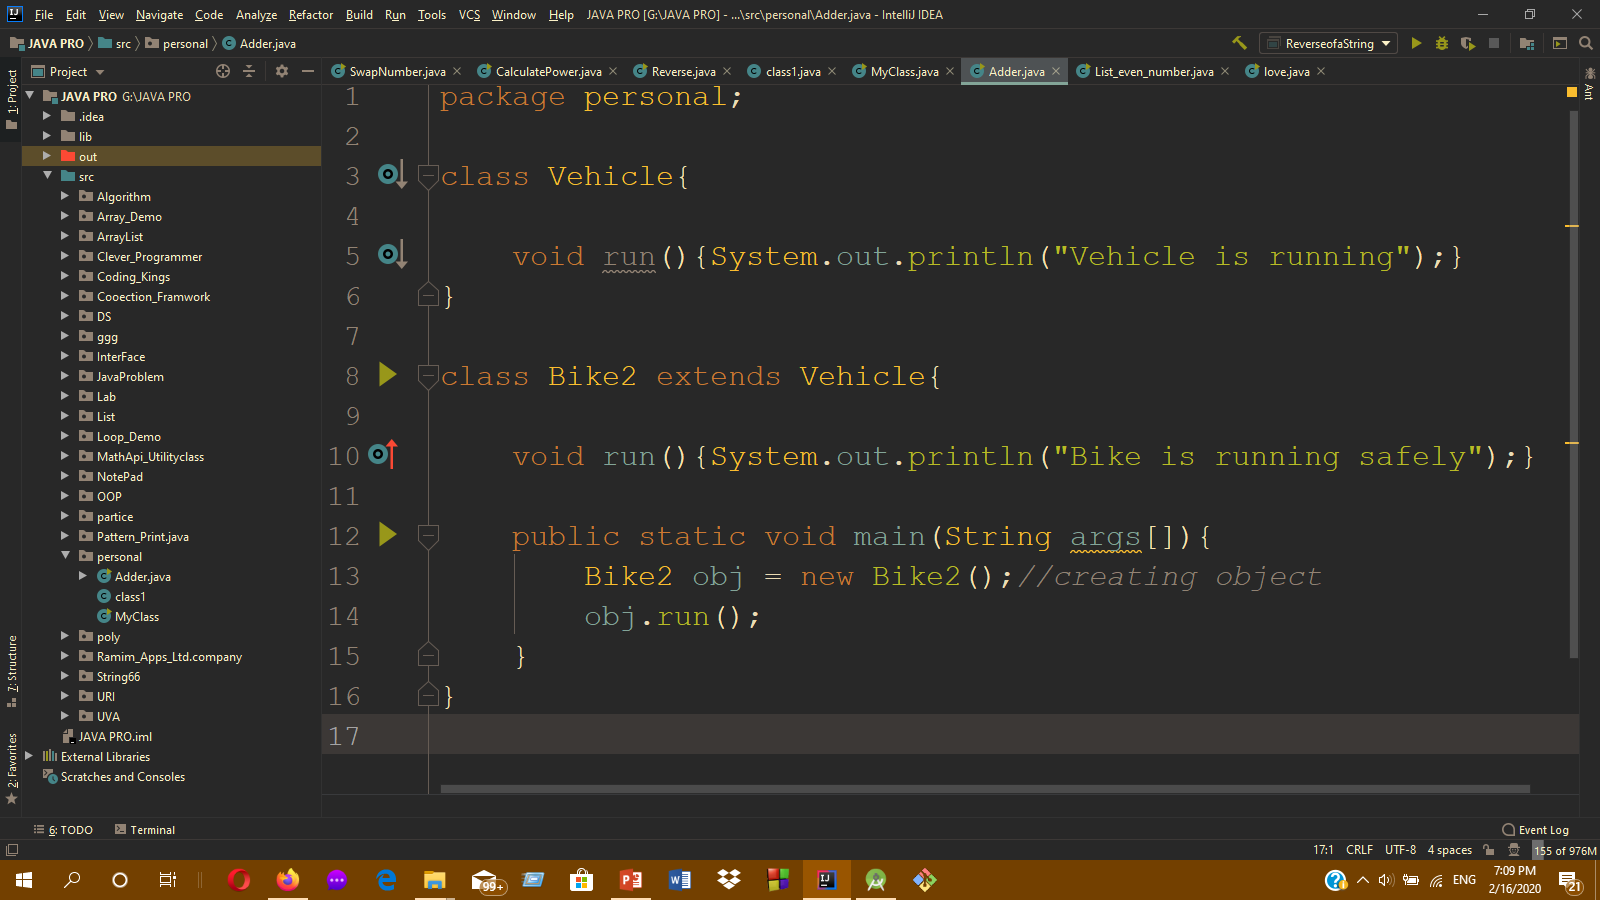 File Edit View Navigate Code Analyze Refactor Build Run Tools VCS Window Help JAVA PRO [G:\JAVA PRO] - ...\src\personal\Adder.java - IntelliJ IDEA
JAVA PRO src personal Adder.java ReverseofaString
Project SwapNumber.java CalculatePower.java Reverse.java class1.java MyClass.java Adder.java List_even_number.java love.java
1: Project
Ant
JAVA PRO G:\JAVA PRO
.idea
lib
out
src
Algorithm
Array_Demo
ArrayList
Clever_Programmer
Coding_Kings
Cooection_Framwork
DS
ggg
InterFace
JavaProblem
Lab
List
Loop_Demo
MathApi_Utilityclass
NotePad
OOP
partice
Pattern_Print.java
personal
Adder.java
class1
MyClass
poly
Ramim_Apps_Ltd.company
String66
URI
UVA
JAVA PRO.iml
External Libraries
Scratches and Consoles
7: Structure
2: Favorites
1 package personal;
2
3 class Vehicle{
4
5 void run(){System.out.println("Vehicle is running");}
6 }
7
8 class Bike2 extends Vehicle{
9
10 void run(){System.out.println("Bike is running safely");}
11
12 public static void main(String args[]){
13 Bike2 obj = new Bike2();//creating object
14 obj.run();
15 }
16 }
17
6: TODO Terminal Event Log
17:1 CRLF UTF-8 4 spaces 155 of 976M
99+ ENG 7:09 PM
2/16/2020 21